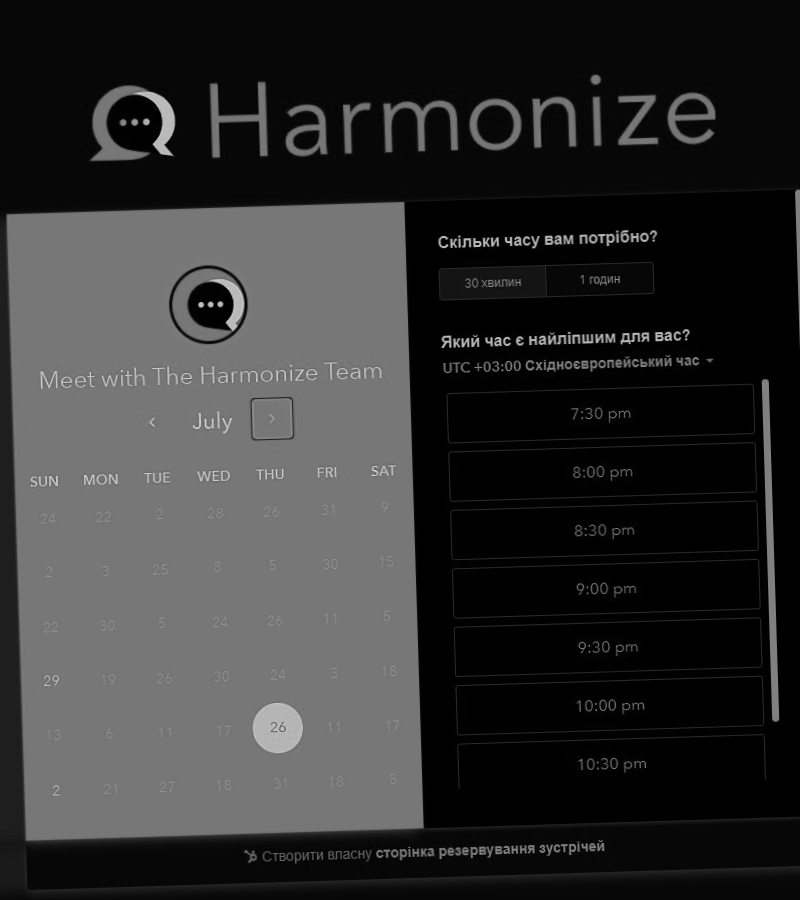 Harmonize
Meet with The Harmonize Team
July
SUN MON TUE WED THU FRI SAT
24 22 2 28 26 31 9
2 3 25 8 5 30 15
22 30 5 24 26 11 5
29 19 26 30 24 3 18
13 6 11 17 26 11 17
2 21 27 18 31 18 8
Скільки часу вам потрібно?
30 хвилин 1 годин
Який час є найліпшим для вас?
UTC +03:00 Східноєвропейський час
7:30 pm
8:00 pm
8:30 pm
9:00 pm
9:30 pm
10:00 pm
10:30 pm
Створити власну сторінка резервування зустрічей